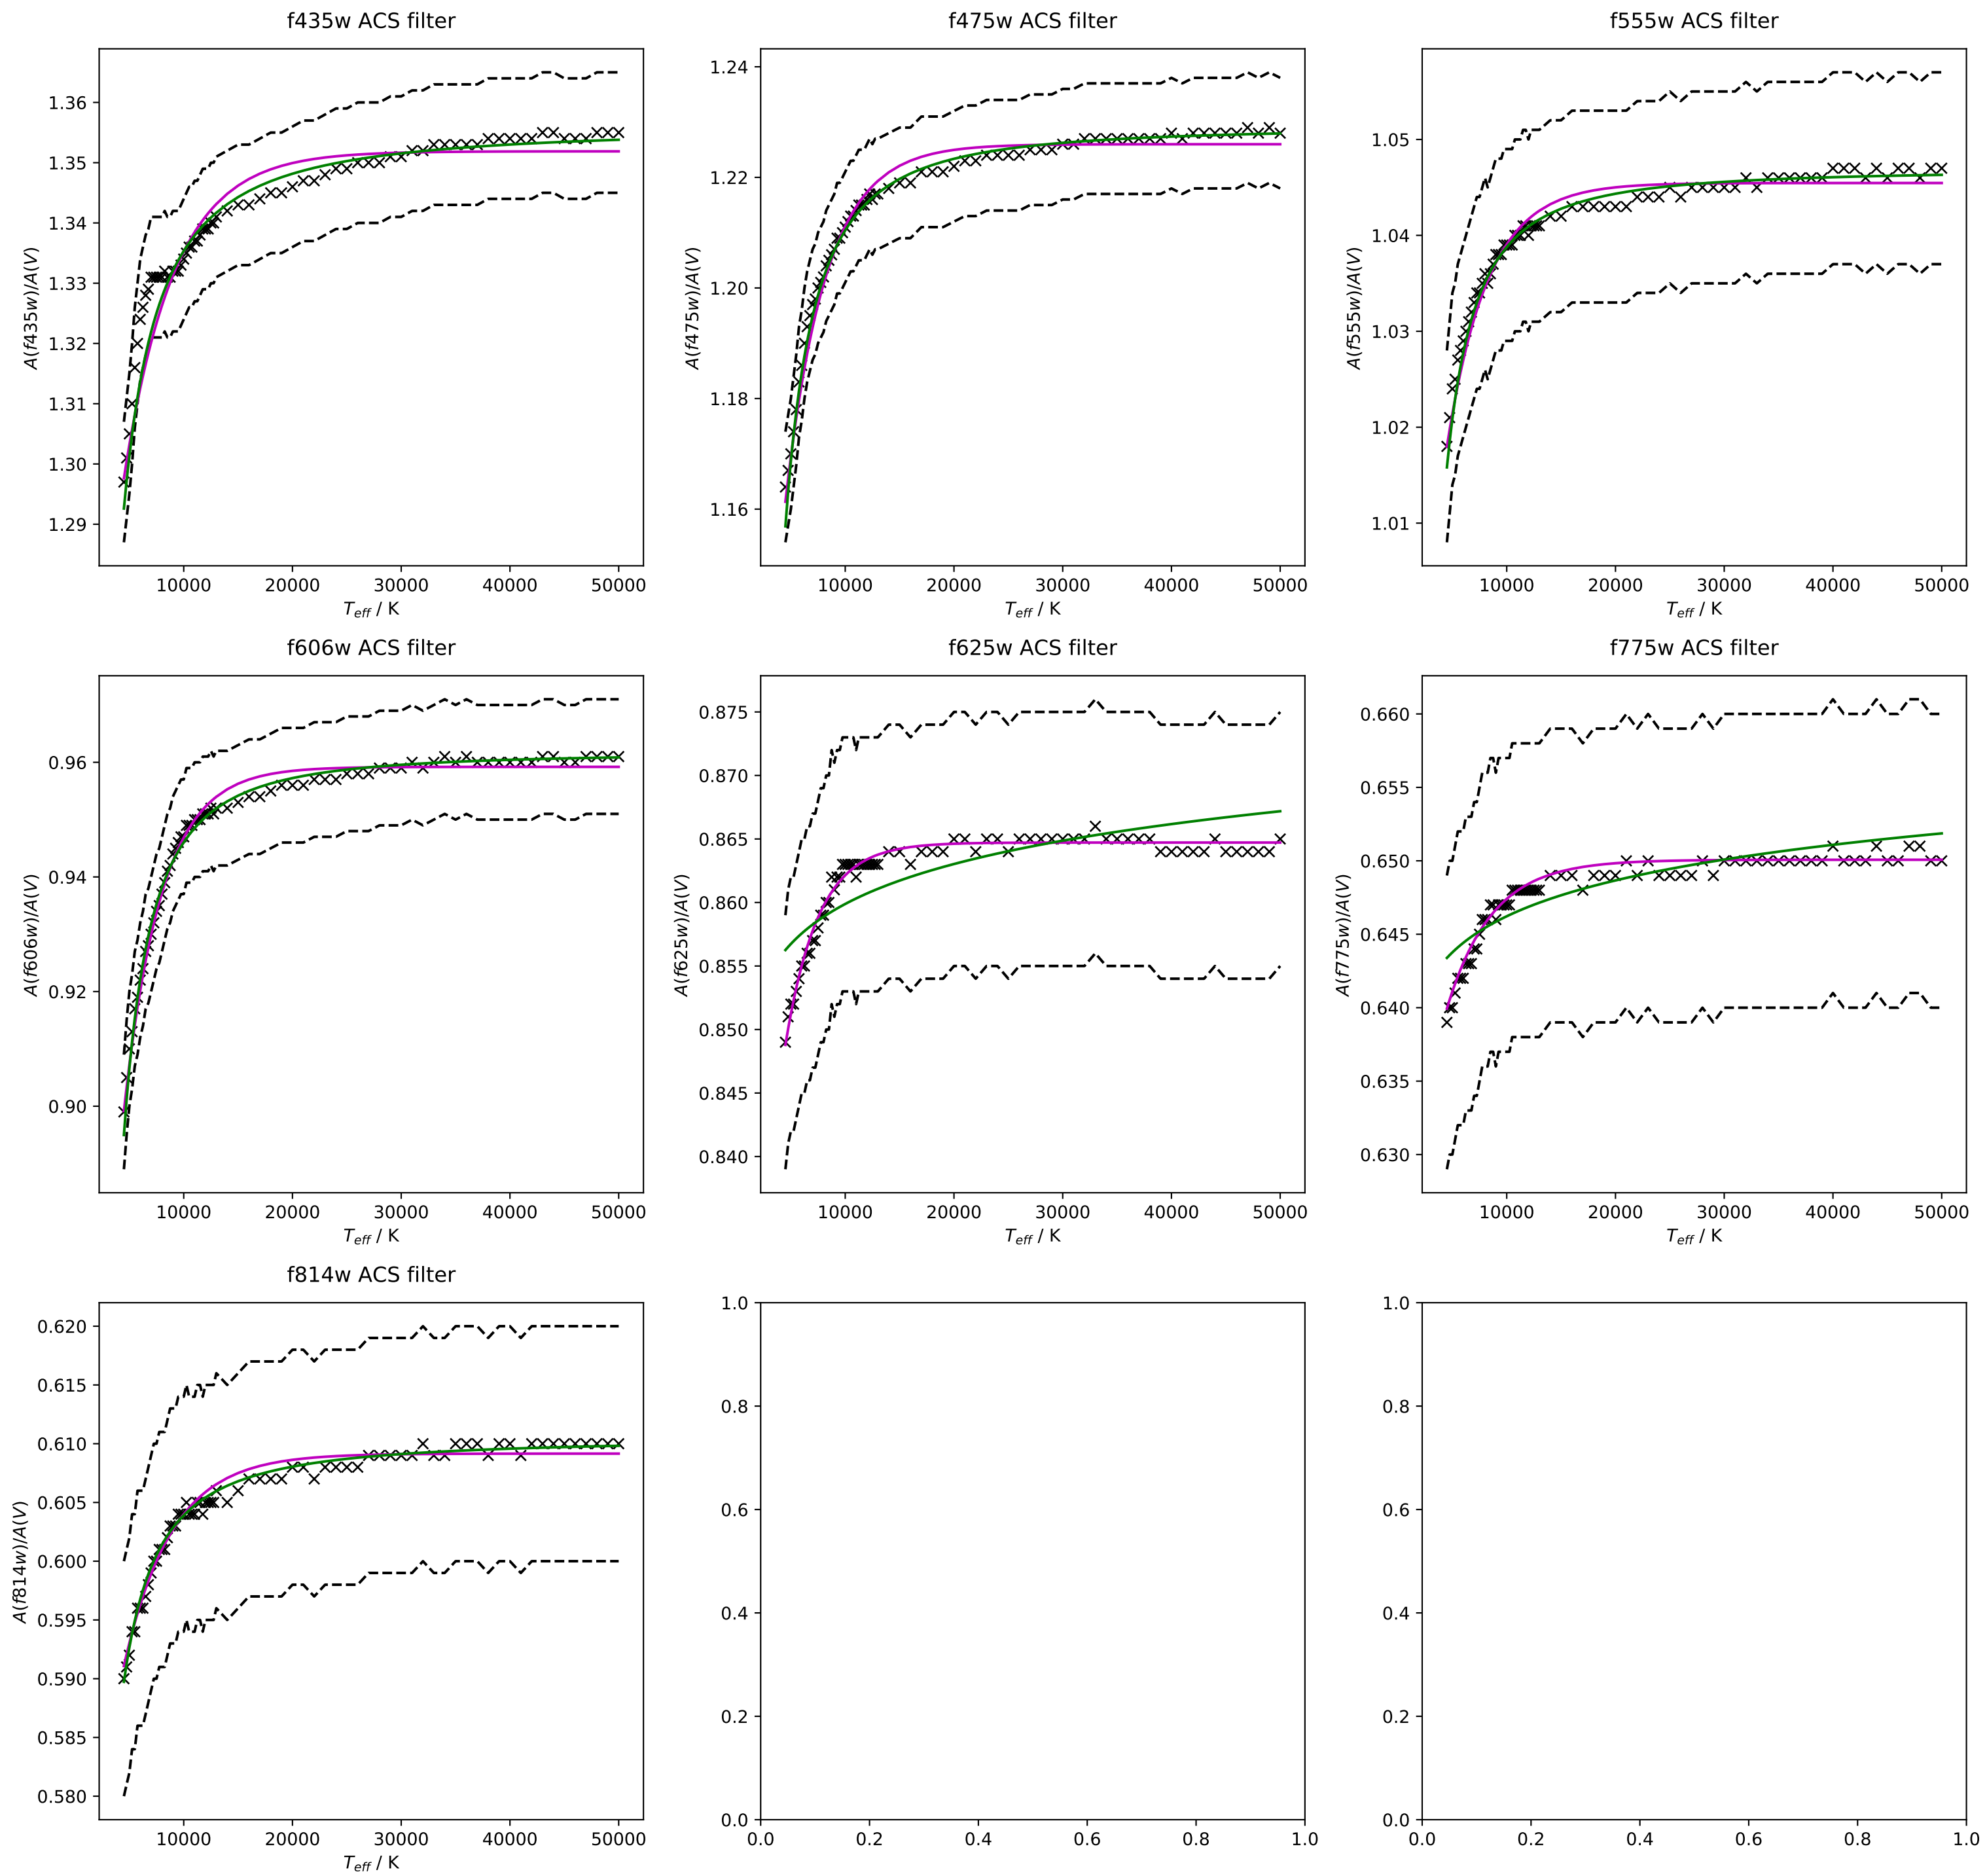 f435w ACS filter
f475w ACS filter
f555w ACS filter
A(f435w)/A(V)
1.36
1.35
1.34
1.33
1.32
1.31
1.30
1.29
10000 20000 30000 40000 50000
T_eff / K
A(f475w)/A(V)
1.24
1.22
1.20
1.18
1.16
10000 20000 30000 40000 50000
T_eff / K
A(f555w)/A(V)
1.05
1.04
1.03
1.02
1.01
10000 20000 30000 40000 50000
T_eff / K
f606w ACS filter
f625w ACS filter
f775w ACS filter
A(f606w)/A(V)
0.96
0.94
0.92
0.90
10000 20000 30000 40000 50000
T_eff / K
A(f625w)/A(V)
0.875
0.870
0.865
0.860
0.855
0.850
0.845
0.840
10000 20000 30000 40000 50000
T_eff / K
A(f775w)/A(V)
0.660
0.655
0.650
0.645
0.640
0.635
0.630
10000 20000 30000 40000 50000
T_eff / K
f814w ACS filter
A(f814w)/A(V)
0.620
0.615
0.610
0.605
0.600
0.595
0.590
0.585
0.580
10000 20000 30000 40000 50000
T_eff / K
1.0
0.8
0.6
0.4
0.2
0.0
0.0 0.2 0.4 0.6 0.8 1.0
1.0
0.8
0.6
0.4
0.2
0.0
0.0 0.2 0.4 0.6 0.8 1.0